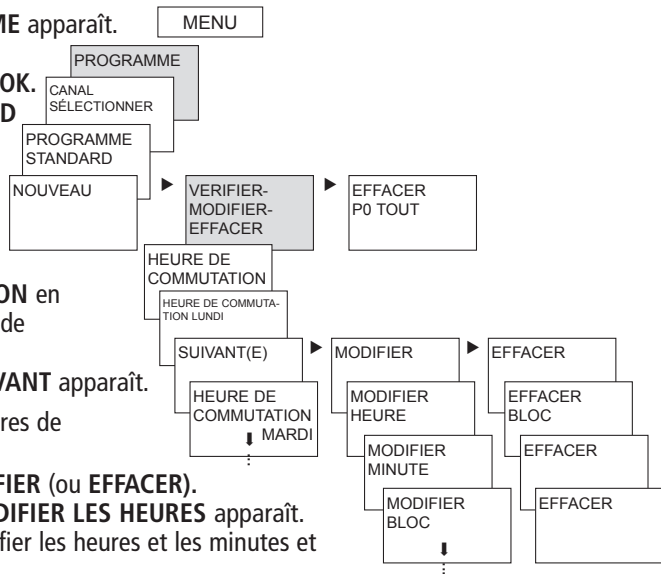 ME apparaît.
MENU
PROGRAMME
OK.
CANAL
SÉLECTIONNER
D
PROGRAMME
STANDARD
NOUVEAU
VERIFIER-
MODIFIER-
EFFACER
EFFACER
P0 TOUT
HEURE DE
COMMUTATION
ON en
HEURE DE COMMUTA-
TION LUNDI
de
SUIVANT(E)
MODIFIER
EFFACER
VANT apparaît.
HEURE DE
COMMUTATION
MARDI
MODIFIER
HEURE
EFFACER
BLOC
res de
MODIFIER
MINUTE
EFFACER
FIER (ou EFFACER).
MODIFIER
BLOC
EFFACER
DIFIER LES HEURES apparaît.
fier les heures et les minutes et